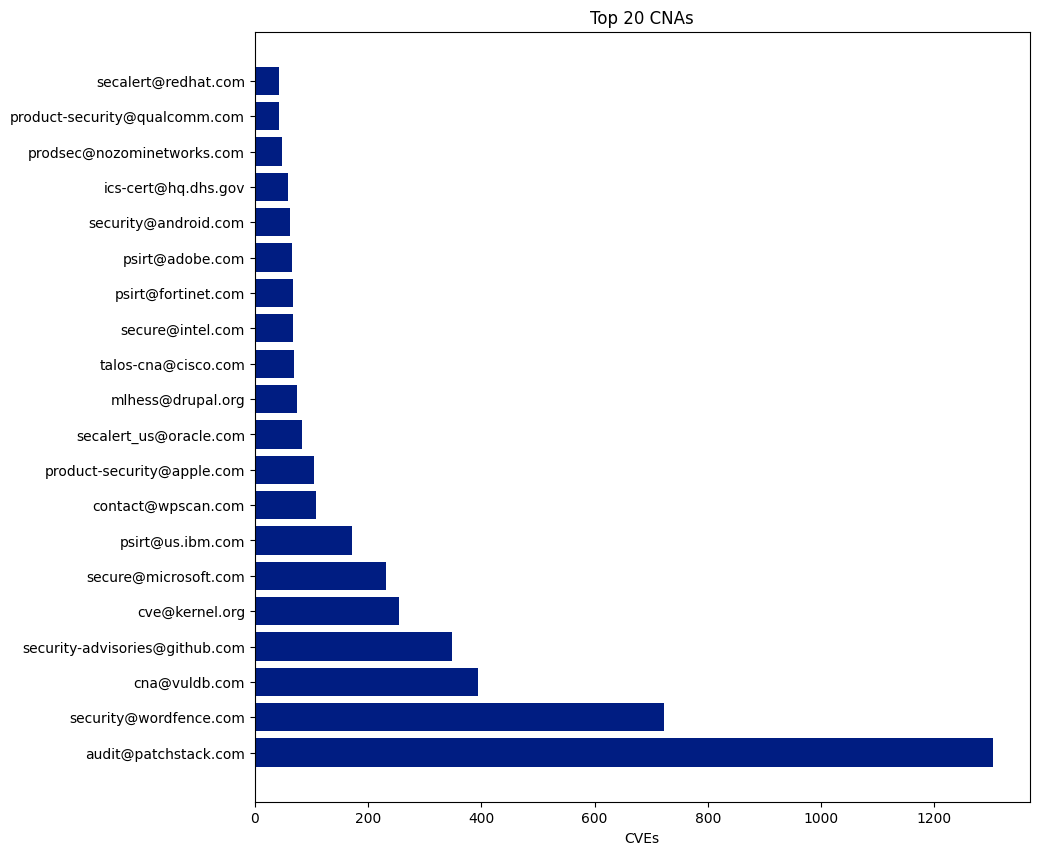 Top 20 CNAs
secalert@redhat.com
product-security@qualcomm.com
prodsec@nozominetworks.com
ics-cert@hq.dhs.gov
security@android.com
psirt@adobe.com
psirt@fortinet.com
secure@intel.com
talos-cna@cisco.com
mlhess@drupal.org
secalert_us@oracle.com
product-security@apple.com
contact@wpscan.com
psirt@us.ibm.com
secure@microsoft.com
cve@kernel.org
security-advisories@github.com
cna@vuldb.com
security@wordfence.com
audit@patchstack.com
0 200 400 600 800 1000 1200
CVEs